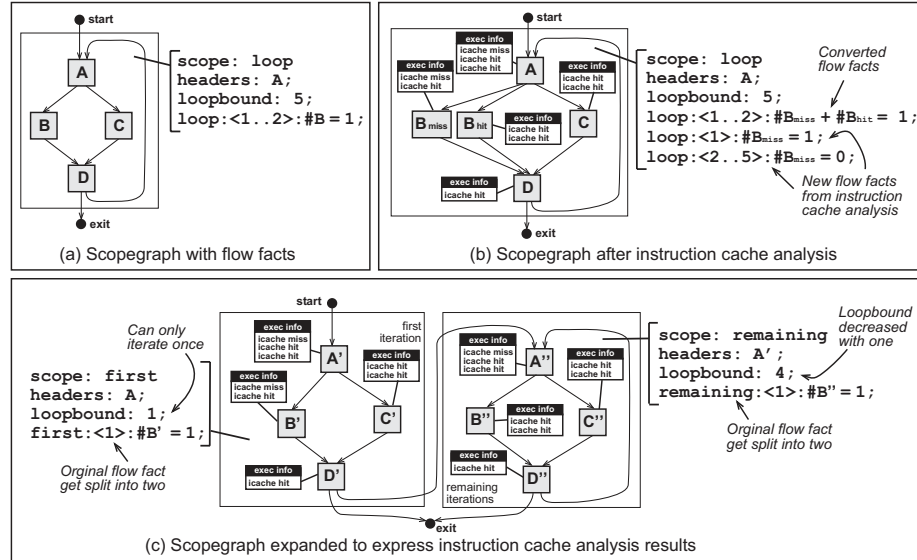 start
A
B
C
D
exit
scope: loop
headers: A;
loopbound: 5;
loop:<1..2>:#B = 1;
(a) Scopegraph with flow facts
start
exec info
icache miss
icache hit
icache hit
A
exec info
icache miss
icache hit
exec info
icache hit
icache hit
B miss
B hit
exec info
icache hit
icache hit
C
exec info
icache hit
D
exit
scope: loop
headers: A;
loopbound: 5;
loop:<1..2>:#Bmiss + #Bhit = 1;
loop:<1>:#Bmiss = 1;
loop:<2..5>:#Bmiss = 0;
Converted
flow facts
New flow facts
from instruction
cache analysis
(b) Scopegraph after instruction cache analysis
Can only
iterate once
scope: first
headers: A;
loopbound: 1;
first:<1>:#B' = 1;
Orginal flow fact
get split into two
start
first
iteration
exec info
icache miss
icache hit
icache hit
A'
exec info
icache miss
icache hit
exec info
icache hit
icache hit
B'
C'
exec info
icache hit
D'
exit
exec info
icache miss
icache hit
icache hit
A''
exec info
icache hit
icache hit
B''
exec info
icache hit
icache hit
C''
exec info
icache hit
D''
remaining
iterations
scope: remaining
headers: A';
loopbound: 4;
remaining:<1>:#B'' = 1;
Loopbound
decreased
with one
Orginal flow fact
get split into two
(c) Scopegraph expanded to express instruction cache analysis results